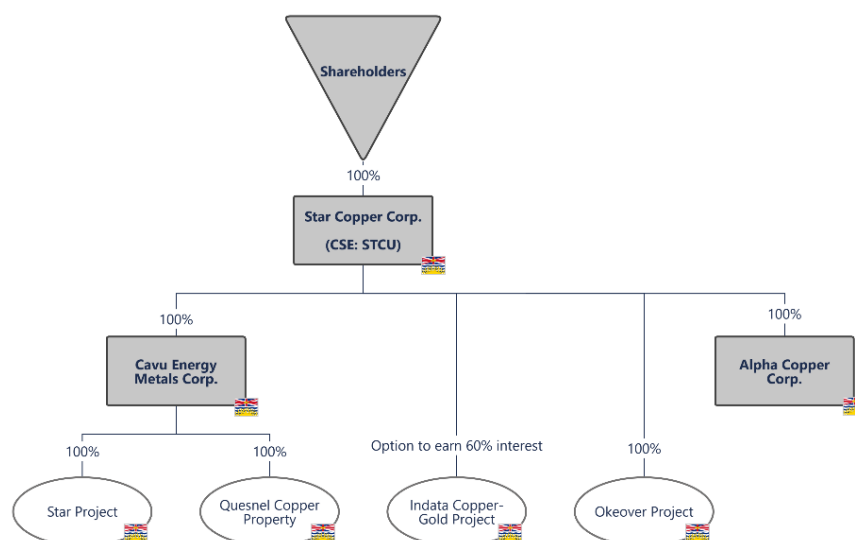 Shareholders
100%
Star Copper Corp.
(CSE: STCU)
100%
100%
Cavu Energy
Metals Corp.
Alpha Copper
Corp.
100%
100%
Option to earn 60% interest
100%
Star Project
Quesnel Copper
Property
Indata Copper-
Gold Project
Okeover Project